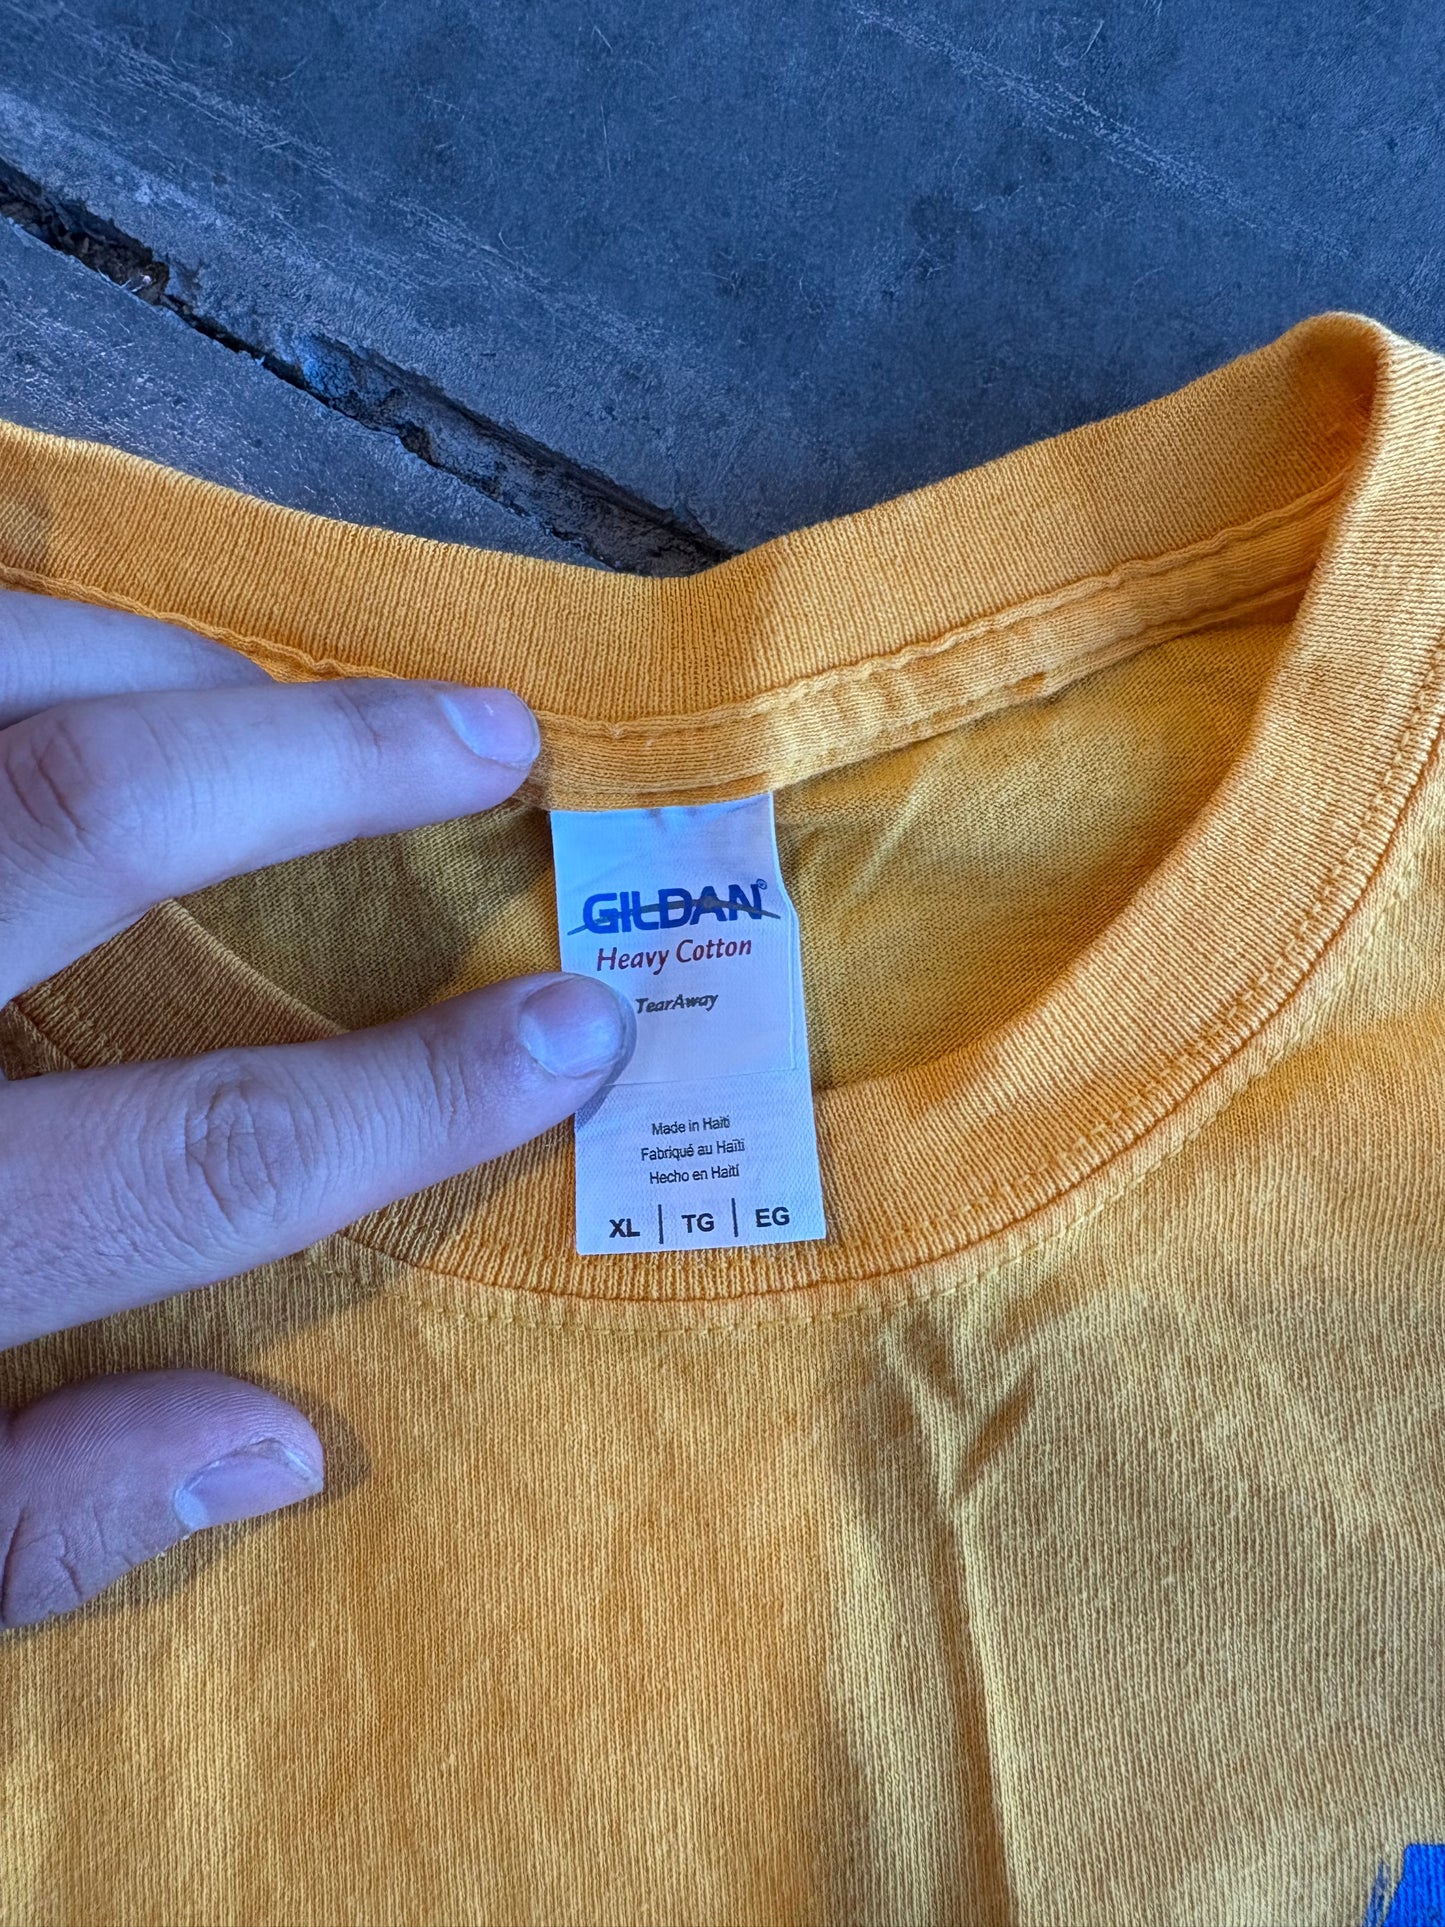 GILDAN®
Heavy Cotton
TearAway
Made in Haiti
Fabriqué au Haïti
Hecho en Haití
XL | TG | EG